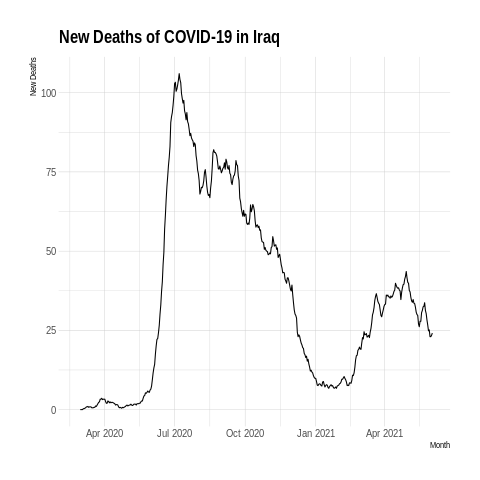 New Deaths of COVID-19 in Iraq
New Deaths
100
75
50
25
0
Apr 2020 Jul 2020 Oct 2020 Jan 2021 Apr 2021
Month